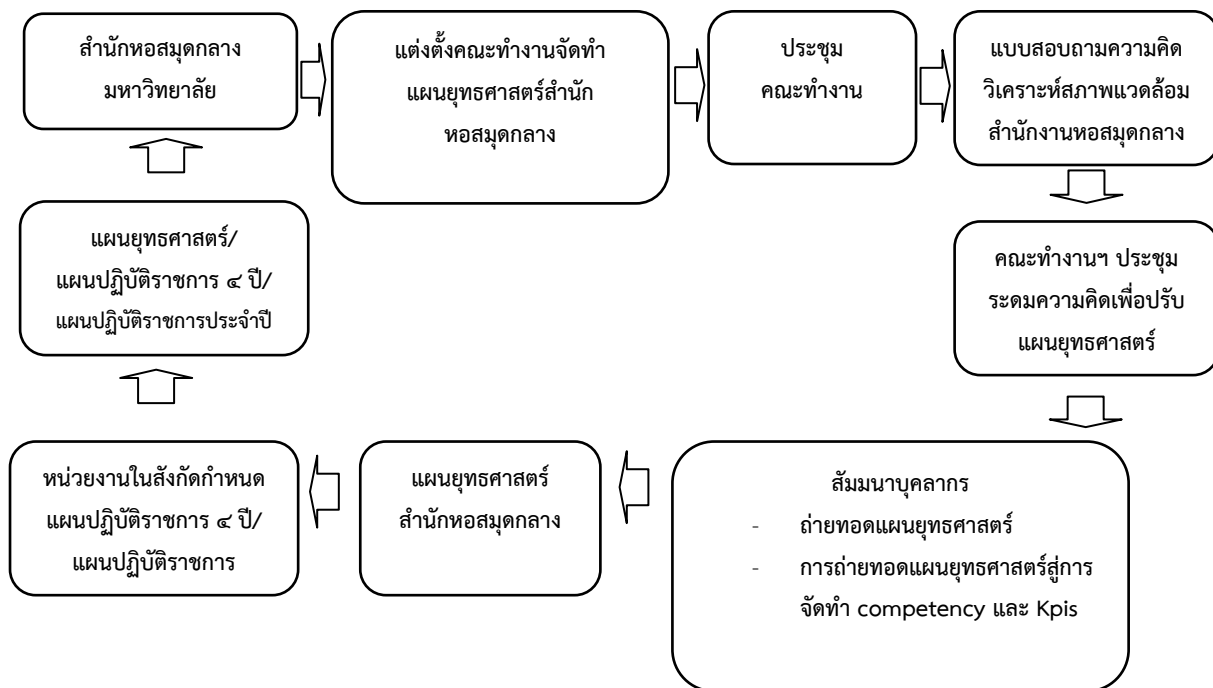 สำนักหอสมุดกลาง
มหาวิทยาลัย
แต่งตั้งคณะทำงานจัดทำ
แผนยุทธศาสตร์สำนัก
หอสมุดกลาง
ประชุม
คณะทำงาน
แบบสอบถามความคิด
วิเคราะห์สภาพแวดล้อม
สำนักงานหอสมุดกลาง
คณะทำงานฯ ประชุม
ระดมความคิดเพื่อปรับ
แผนยุทธศาสตร์
สัมมนาบุคลากร
- ถ่ายทอดแผนยุทธศาสตร์
- การถ่ายทอดแผนยุทธศาสตร์สู่การ
จัดทำ competency และ Kpis
แผนยุทธศาสตร์
สำนักหอสมุดกลาง
หน่วยงานในสังกัดกำหนด
แผนปฏิบัติราชการ ๔ ปี/
แผนปฏิบัติราชการ
แผนยุทธศาสตร์/
แผนปฏิบัติราชการ ๔ ปี/
แผนปฏิบัติราชการประจำปี